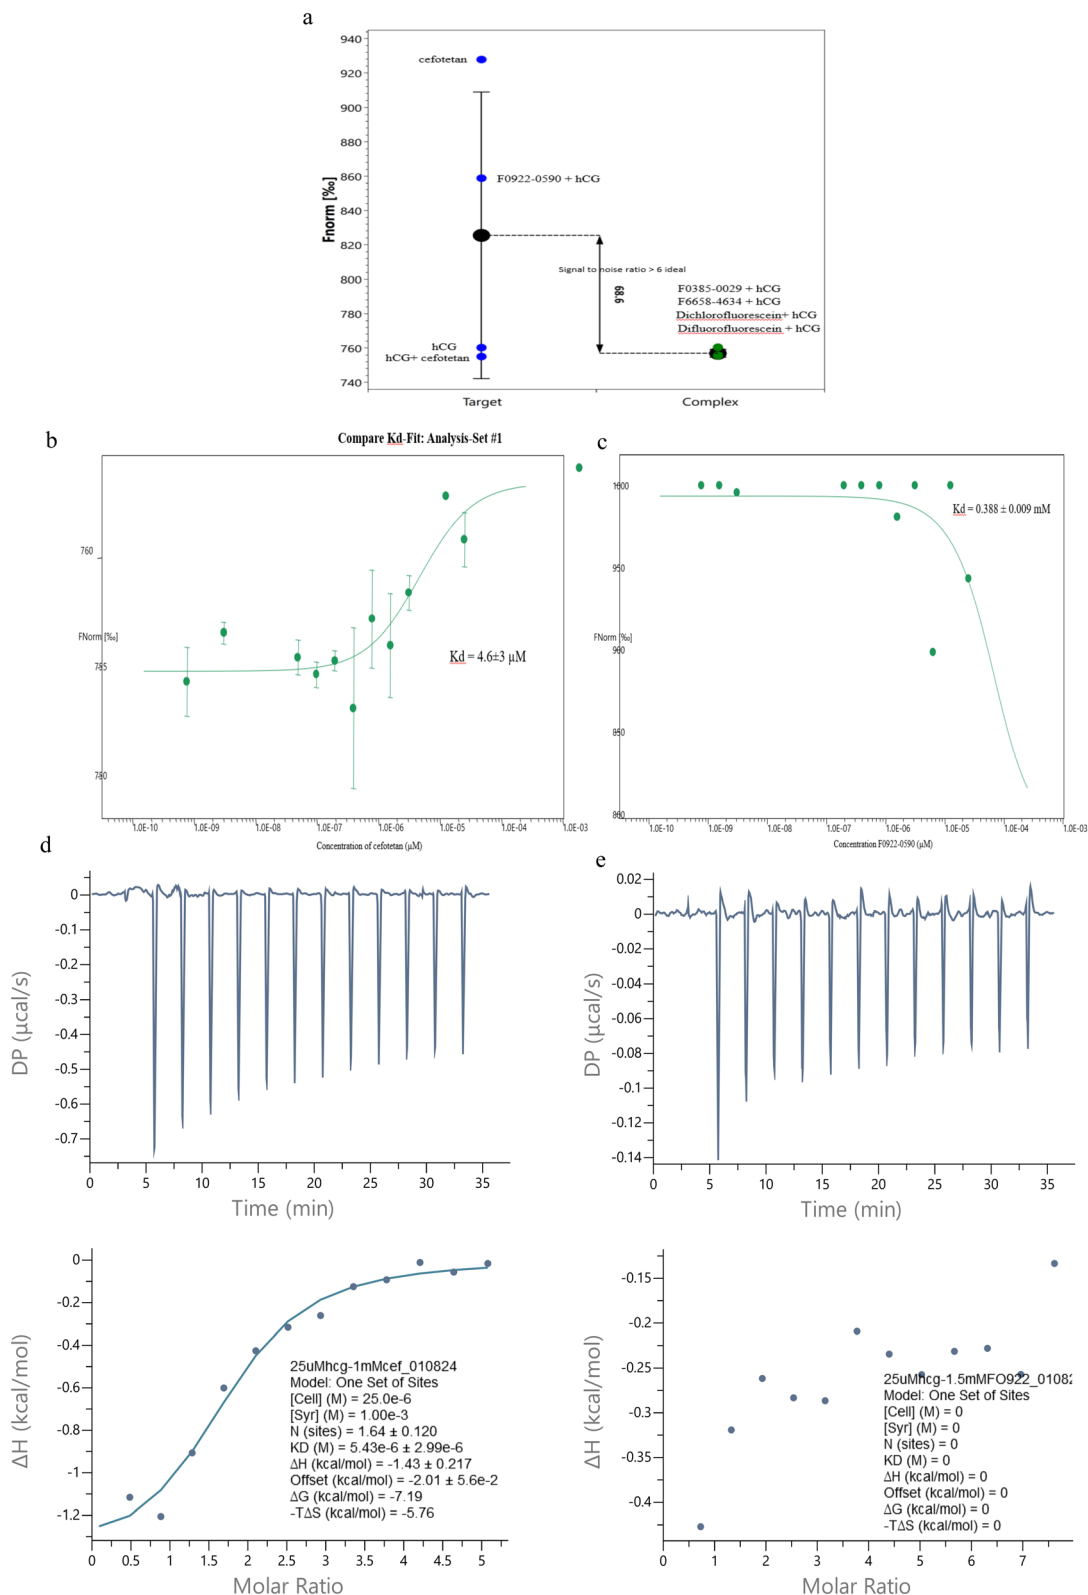 a
940
920
900
880
860
840
820
800
780
760
740
Fnorm [‰]
cefotetan
F0922-0590 + hCG
Signal to noise ratio > 6 ideal
68.6
F0385-0029 + hCG
F6658-4634 + hCG
Dichlorofluorescein+ hCG
Difluorofluorescein + hCG
hCG
hCG+ cefotetan
Target
Complex
b
Compare Kd-Fit: Analysis-Set #1
760
FNorm [‰]
Kd = 4.6±3 µM
1.0E-10
1.0E-09
1.0E-08
1.0E-07
1.0E-06
1.0E-05
1.0E-04
1.0E-03
Concentration of cefotetan (µM)
c
950
FNorm [‰]
850
Kd = 0.388 ± 0.009 mM
1.0E-10
1.0E-09
1.0E-08
1.0E-07
1.0E-06
1.0E-05
1.0E-04
1.0E-03
Concentration F0922-0590 (µM)
d
0
-0.1
-0.2
-0.3
-0.4
-0.5
-0.6
-0.7
DP (µcal/s)
0 5 10 15 20 25 30 35
Time (min)
e
0.02
0
-0.02
-0.04
-0.06
-0.08
-0.1
-0.12
-0.14
DP (µcal/s)
0 5 10 15 20 25 30 35
Time (min)
0
-0.2
-0.4
-0.6
-0.8
-1
-1.2
ΔH (kcal/mol)
25uMhcg-1mMcef_010824
Model: One Set of Sites
[Cell] (M) = 25.0e-6
[Syr] (M) = 1.00e-3
N (sites) = 1.64 ± 0.120
KD (M) = 5.43e-6 ± 2.99e-6
ΔH (kcal/mol) = -1.43 ± 0.217
Offset (kcal/mol) = -2.01 ± 5.6e-2
ΔG (kcal/mol) = -7.19
-TΔS (kcal/mol) = -5.76
0 0.5 1 1.5 2 2.5 3 3.5 4 4.5 5
Molar Ratio
-0.15
-0.2
-0.25
-0.3
-0.35
-0.4
ΔH (kcal/mol)
25uMhcg-1.5mMFO922_01082
Model: One Set of Sites
[Cell] (M) = 0
[Syr] (M) = 0
N (sites) = 0
KD (M) = 0
ΔH (kcal/mol) = 0
Offset (kcal/mol) = 0
ΔG (kcal/mol) = 0
-TΔS (kcal/mol) = 0
0 1 2 3 4 5 6 7
Molar Ratio